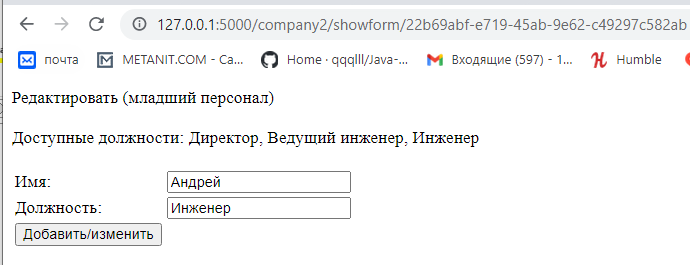 127.0.0.1:5000/company2/showform/22b69abf-e719-45ab-9e62-c49297c582ab
почта METANIT.COM - Са... Home · qqqlll/Java-... Входящие (597) - 1... Humble
Редактировать (младший персонал)
Доступные должности: Директор, Ведущий инженер, Инженер
Имя: Андрей
Должность: Инженер
Добавить/изменить